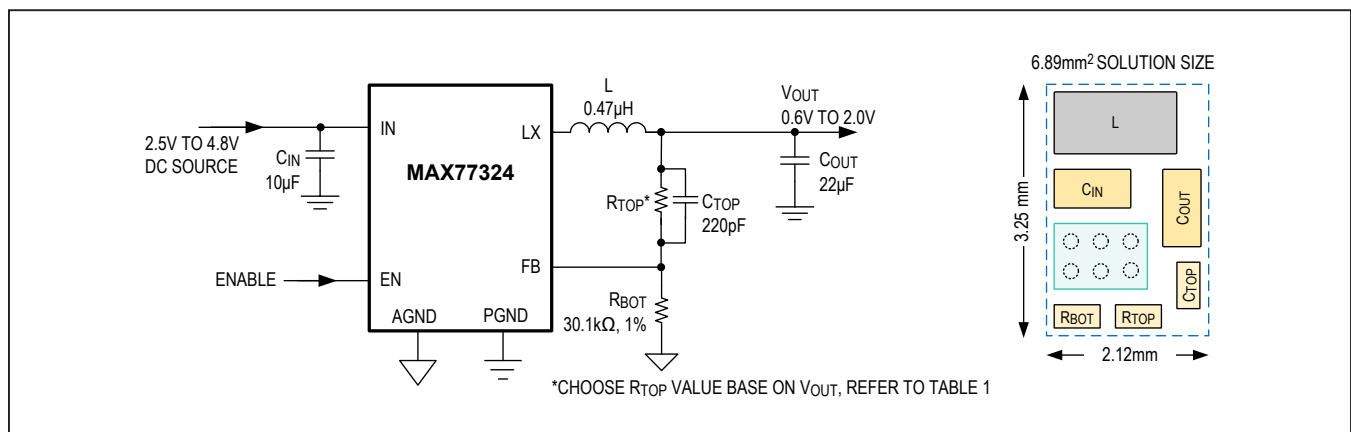 2.5V TO 4.8V
DC SOURCE
CIN
10µF
IN
MAX77324
LX
L
0.47µH
VOUT
0.6V TO 2.0V
COUT
22µF
RTOP*
CTOP
220pF
FB
RBOT
30.1kΩ, 1%
ENABLE
EN
AGND
PGND
*CHOOSE RTOP VALUE BASE ON VOUT, REFER TO TABLE 1
6.89mm² SOLUTION SIZE
L
CIN
COUT
CTOP
RBOT
RTOP
3.25 mm
2.12mm